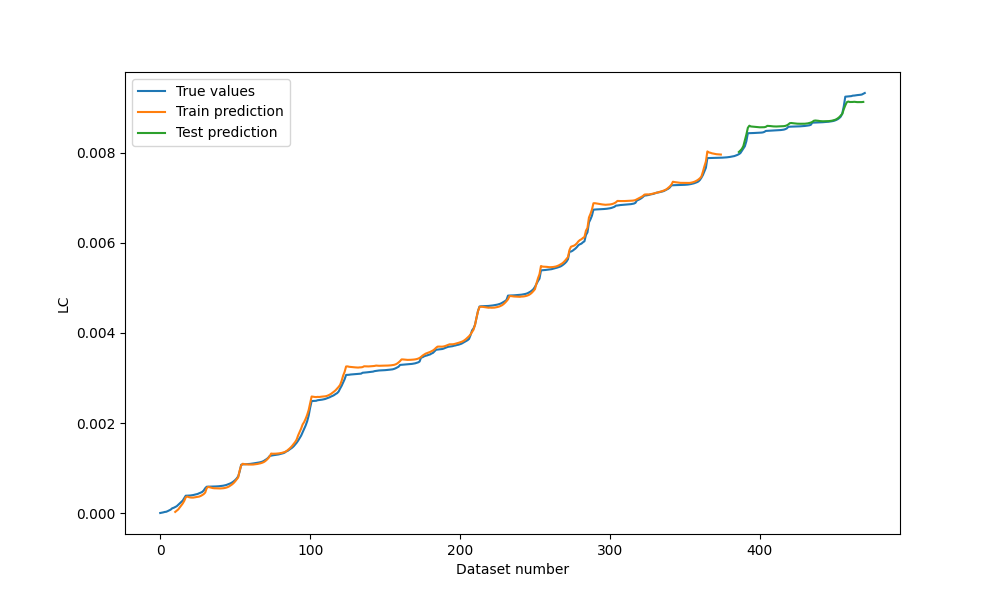 True values
Train prediction
Test prediction
0.008
0.006
0.004
0.002
0.000
LC
0 100 200 300 400
Dataset number